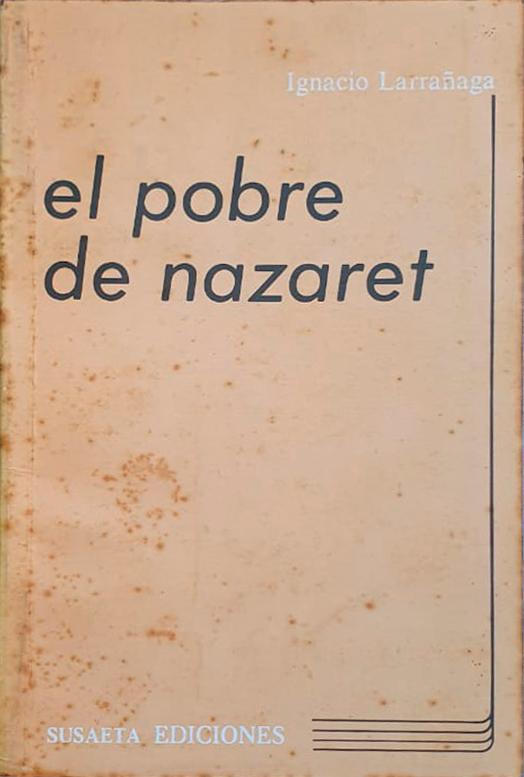 Ignacio Larrañaga
el pobre
de nazaret
SUSAETA EDICIONES